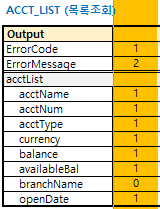 ACCT_LIST (목록조회)
Output
ErrorCode 1
ErrorMessage 2
acctList
acctName 1
acctNum 1
acctType 1
currency 1
balance 1
availableBal 1
branchName 0
openDate 1